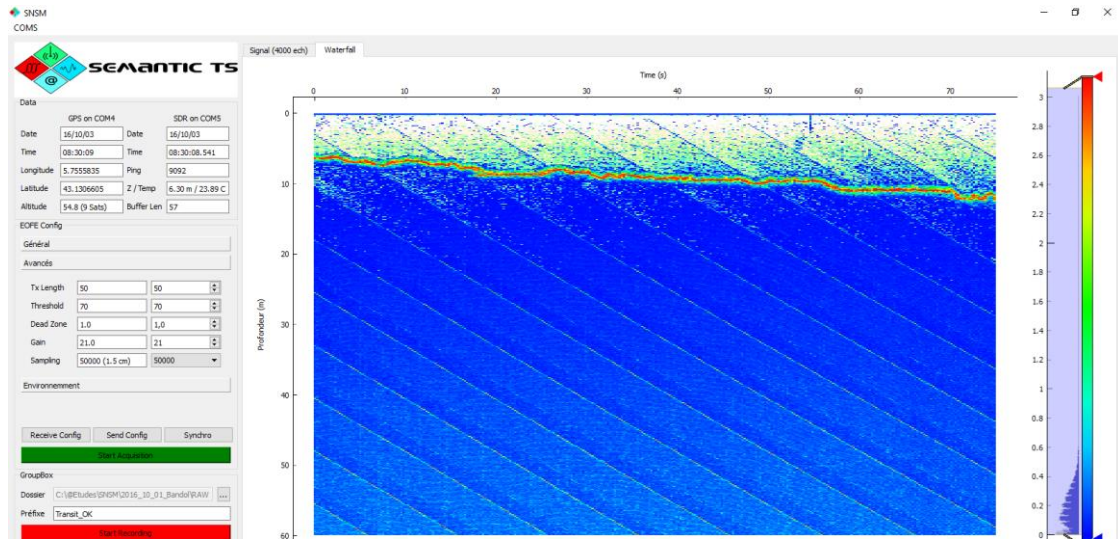 SNSM
COMS
SEMANTIC TS
Data
GPS on COM4 SDR on COM5
Date 16/10/03 Date 16/10/03
Time 08:30:09 Time 08:30:08.541
Longitude 5.7555835 Ping 9092
Latitude 43.1306605 Z / Temp 6.30 m / 23.89 C
Altitude 54.8 (9 Sats) Buffer Len 57
EOFE Config
Général
Avancés
Tx Length 50 50
Threshold 70 70
Dead Zone 1.0 1,0
Gain 21.0 21
Sampling 50000 (1.5 cm) 50000
Environnemment
Receive Config Send Config Synchro
Start Acquisition
GroupBox
Dossier C:\@Etudes\SNSM\2016_10_01_Bandol\RAW ...
Préfixe Transit_OK
Start Recording
Signal (4000 ech) Waterfall
Time (s)
0 10 20 30 40 50 60 70
Profondeur (m)
0
10
20
30
40
50
60
3
2.8
2.6
2.4
2.2
2
1.8
1.6
1.4
1.2
1
0.8
0.6
0.4
0.2
0